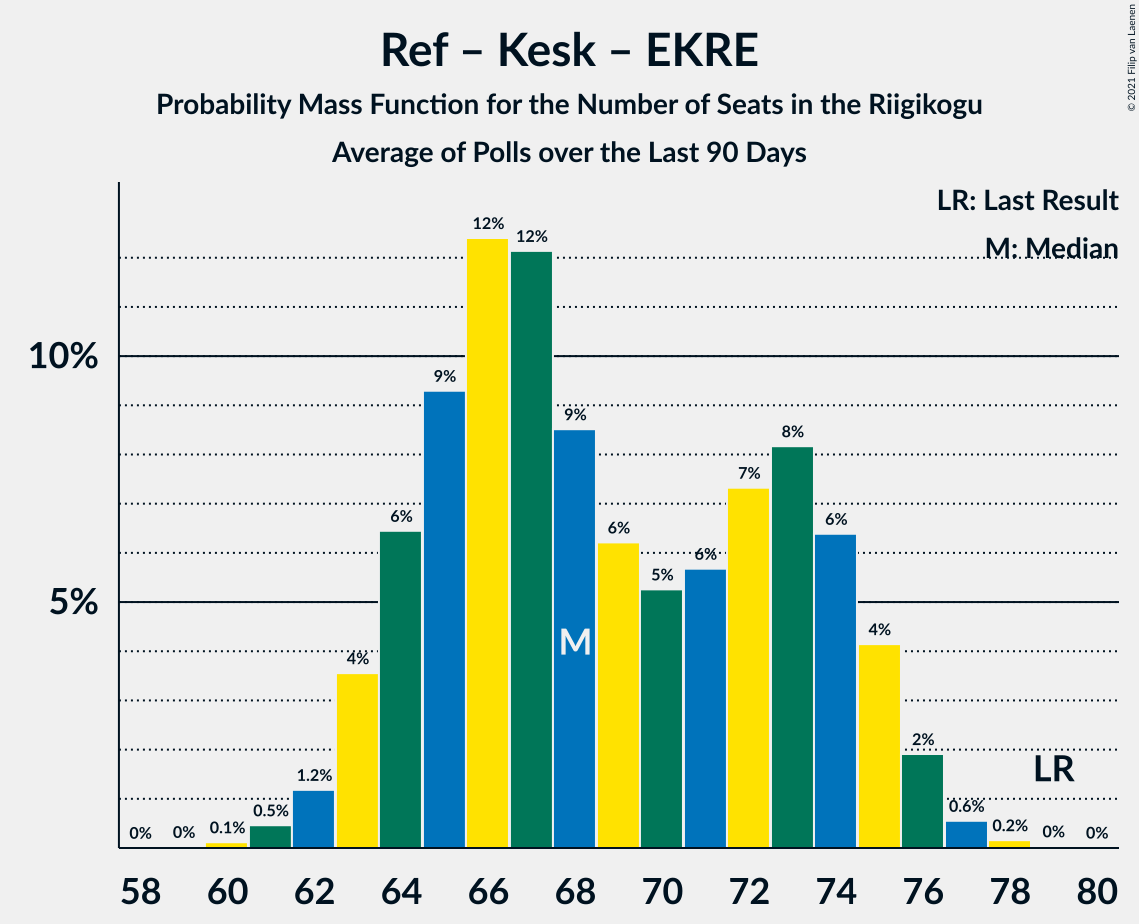 Ref – Kesk – EKRE
Probability Mass Function for the Number of Seats in the Riigikogu
Average of Polls over the Last 90 Days
© 2021 Filip van Laenen
LR: Last Result
M: Median
10%
5%
0%
0%
0.1%
0.5%
1.2%
4%
6%
9%
12%
12%
9%
6%
5%
6%
7%
8%
6%
4%
2%
0.6%
0.2%
0%
0%
M
LR
58 60 62 64 66 68 70 72 74 76 78 80